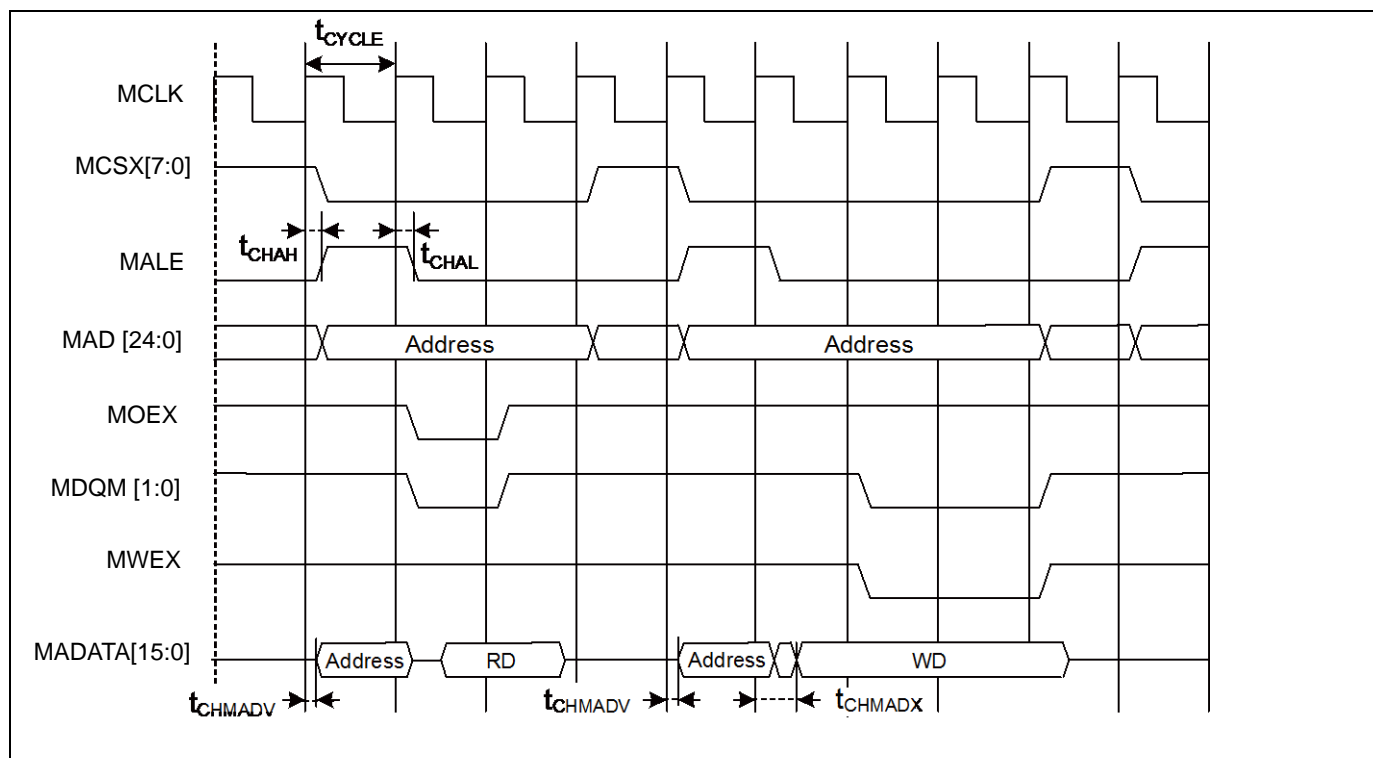 tCYCLE
MCLK
MCSX[7:0]
tCHAH
tCHAL
MALE
MAD [24:0]
Address
Address
MOEX
MDQM [1:0]
MWEX
MADATA[15:0]
Address
RD
Address
WD
tCHMADV
tCHMADV
tCHMADX